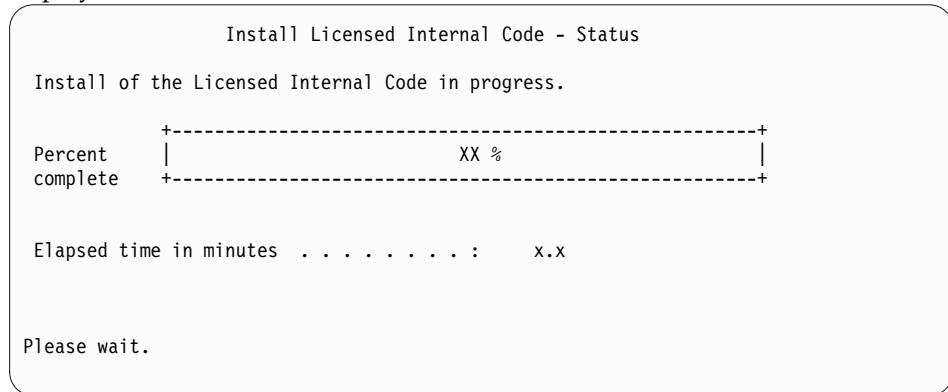 Install Licensed Internal Code - Status
Install of the Licensed Internal Code in progress.
+------------------------------------------------------+
Percent | XX % |
complete +------------------------------------------------------+
Elapsed time in minutes . . . . . . . . : x.x
Please wait.